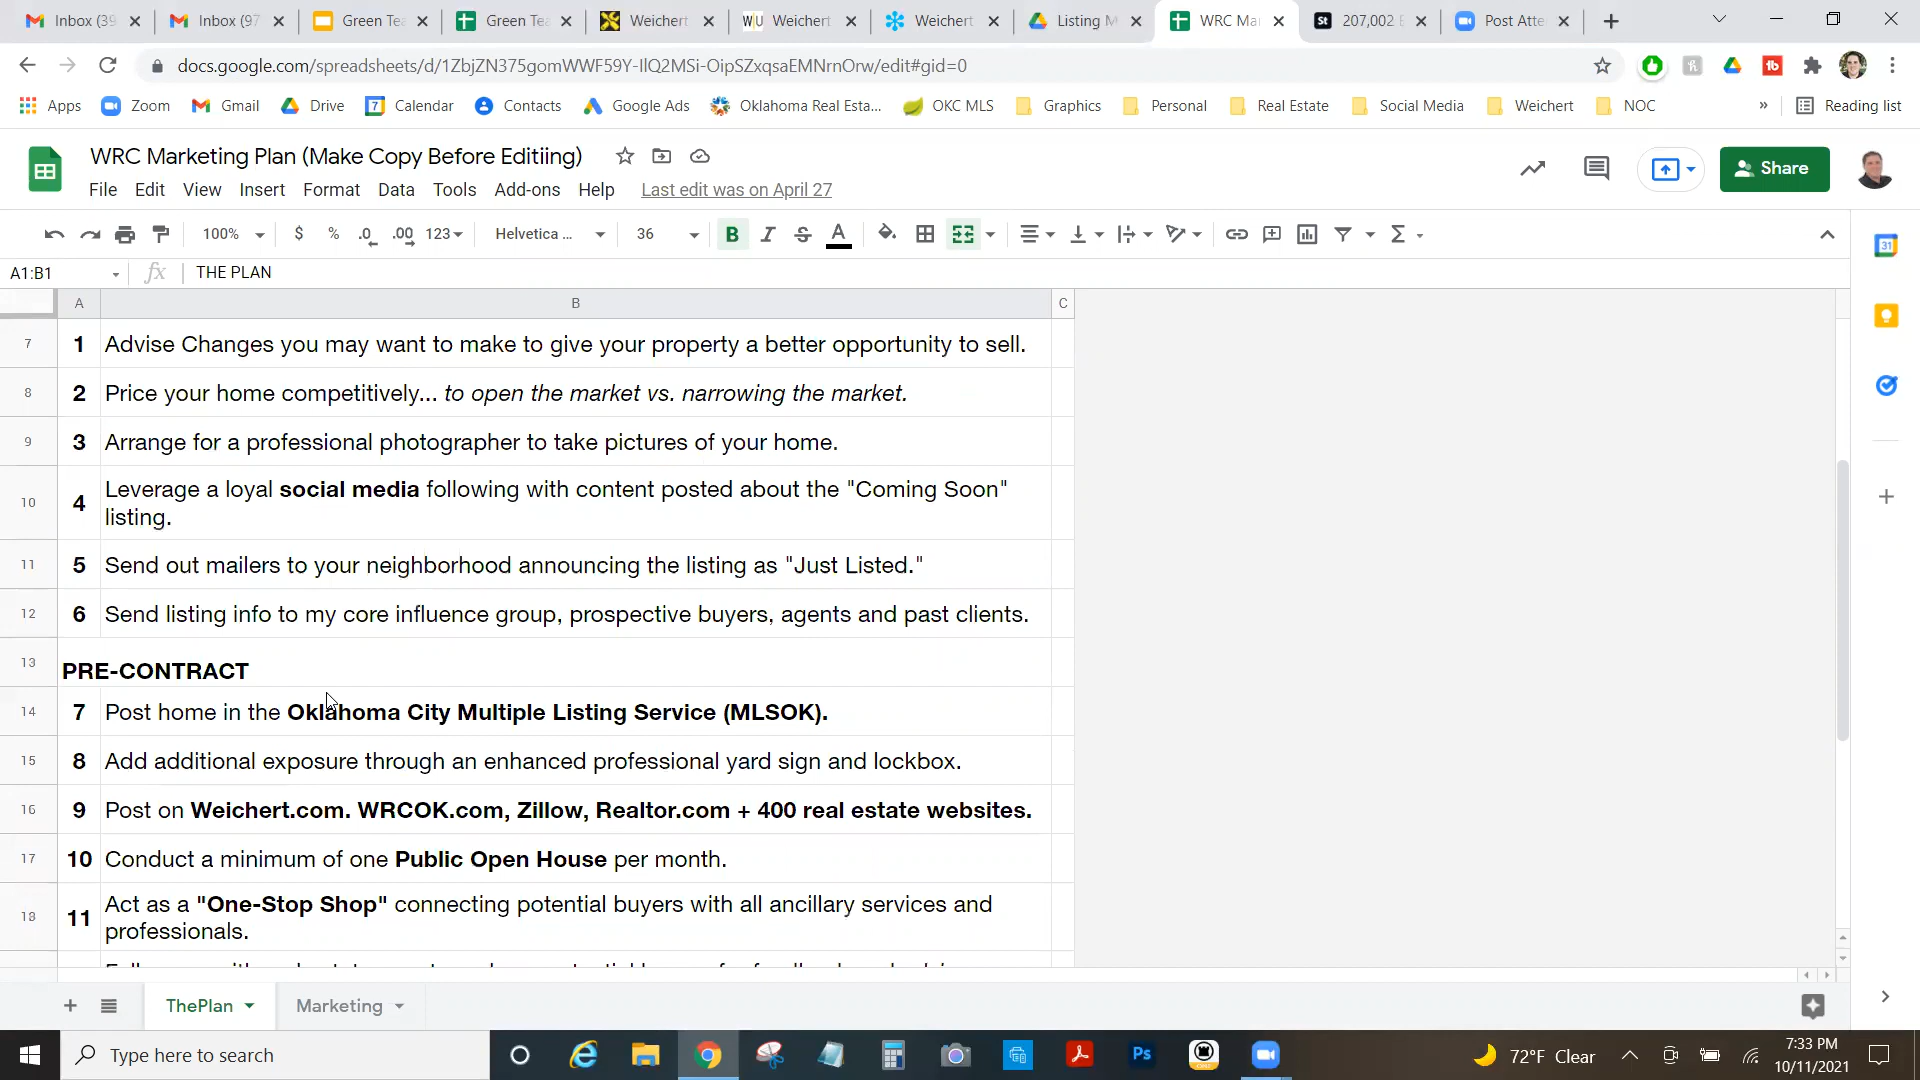 Inbox (39
Inbox (97
Green Tea
Green Tea
Weichert
WU Weichert
Weichert
Listing M
WRC Mar
St 207,002 E
Post Atte
docs.google.com/spreadsheets/d/1ZbjZN375gomWWF59Y-IlQ2MSi-OipSZxqsaEMNrnOrw/edit#gid=0
Apps
Zoom
Gmail
Drive
Calendar
Contacts
Google Ads
Oklahoma Real Esta...
OKC MLS
Graphics
Personal
Real Estate
Social Media
Weichert
NOC
»
Reading list
WRC Marketing Plan (Make Copy Before Editiing)
File Edit View Insert Format Data Tools Add-ons Help Last edit was on April 27
Share
100% $ % .0 .00 123 Helvetica ... 36 B I S A
A1:B1 fx THE PLAN
A B C
7 1 Advise Changes you may want to make to give your property a better opportunity to sell.
8 2 Price your home competitively... to open the market vs. narrowing the market.
9 3 Arrange for a professional photographer to take pictures of your home.
10 4 Leverage a loyal social media following with content posted about the "Coming Soon"
listing.
11 5 Send out mailers to your neighborhood announcing the listing as "Just Listed."
12 6 Send listing info to my core influence group, prospective buyers, agents and past clients.
13 PRE-CONTRACT
14 7 Post home in the Oklahoma City Multiple Listing Service (MLSOK).
15 8 Add additional exposure through an enhanced professional yard sign and lockbox.
16 9 Post on Weichert.com. WRCOK.com, Zillow, Realtor.com + 400 real estate websites.
17 10 Conduct a minimum of one Public Open House per month.
18 11 Act as a "One-Stop Shop" connecting potential buyers with all ancillary services and
professionals.
ThePlan
Marketing
Type here to search
72°F Clear
7:33 PM
10/11/2021